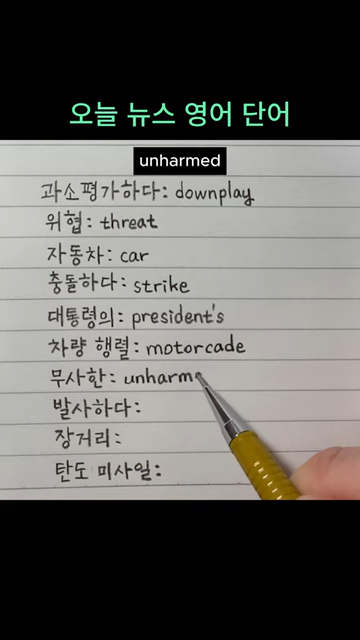 오늘 뉴스 영어 단어
unharmed
과소평가하다: downplay
위협: threat
자동차: car
충돌하다: strike
대통령의: president's
차량 행렬: motorcade
무사한: unharm
발사하다:
장거리:
탄도 미사일: